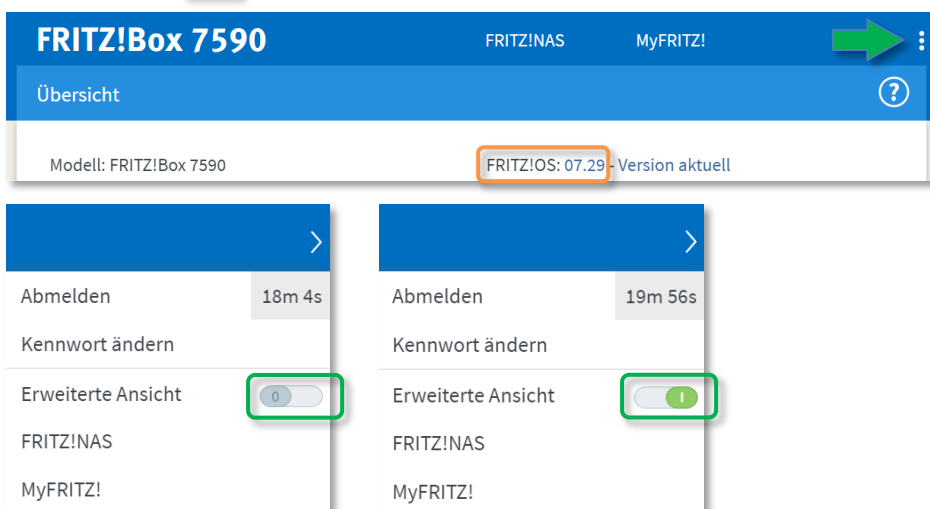 FRITZ!Box 7590 FRITZ!NAS MyFRITZ!
Übersicht ?
Modell: FRITZ!Box 7590 FRITZ!OS: 07.29 - Version aktuell
Abmelden 18m 4s
Kennwort ändern
Erweiterte Ansicht 0
FRITZ!NAS
MyFRITZ!
Abmelden 19m 56s
Kennwort ändern
Erweiterte Ansicht I
FRITZ!NAS
MyFRITZ!